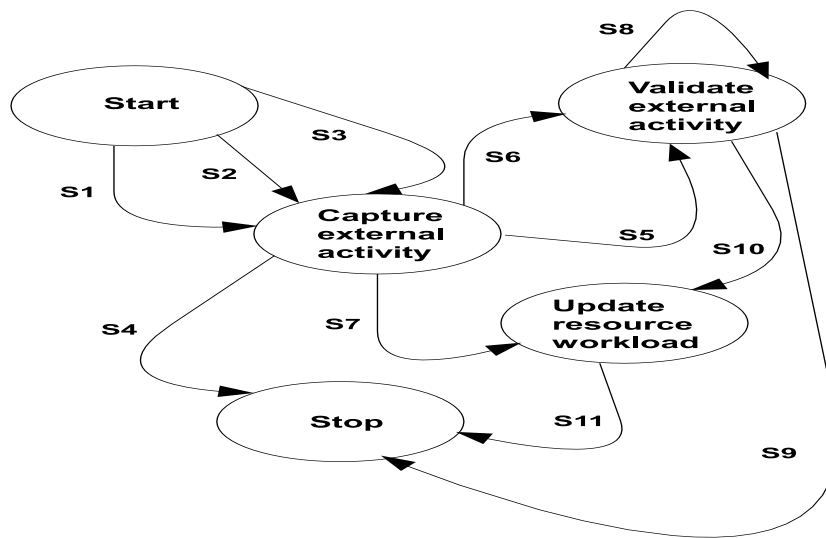 S8
Validate
external
activity
Start
S3
S6
S2
S1
Capture
external
activity
S5
S10
S4
S7
Update
resource
workload
Stop
S11
S9